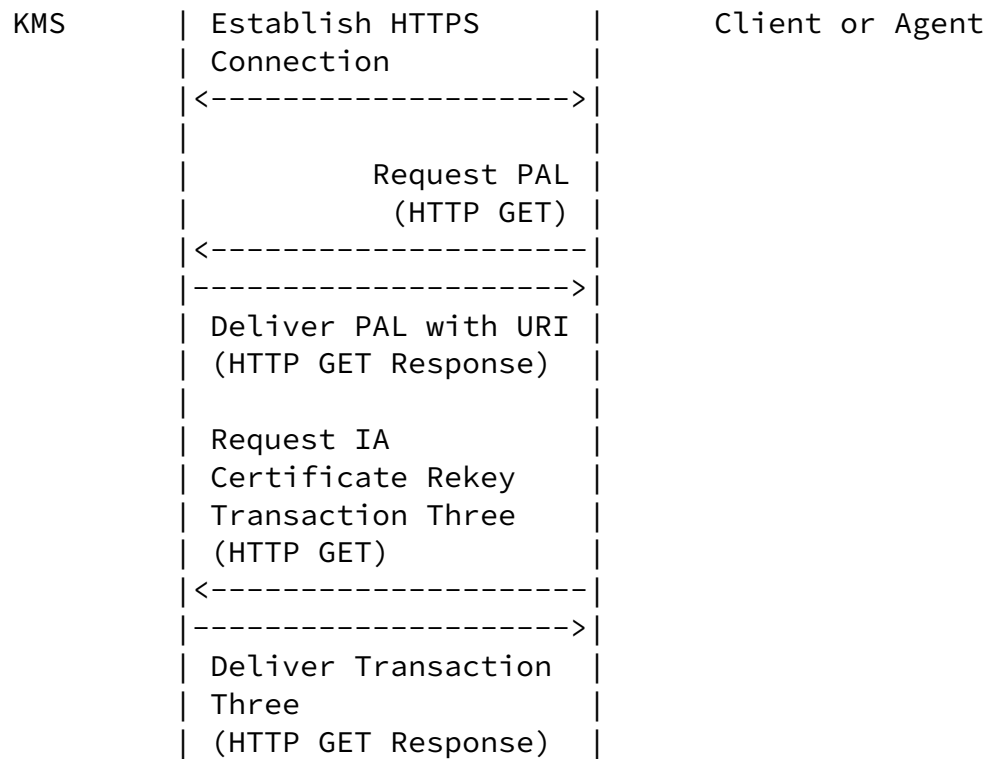 KMS | Establish HTTPS | Client or Agent
| Connection |
|<-------------------->|
| |
| Request PAL |
| (HTTP GET) |
|<---------------------|
|--------------------->|
| Deliver PAL with URI |
| (HTTP GET Response) |
| |
| Request IA |
| Certificate Rekey |
| Transaction Three |
| (HTTP GET) |
|<---------------------|
|--------------------->|
| Deliver Transaction |
| Three |
| (HTTP GET Response) |